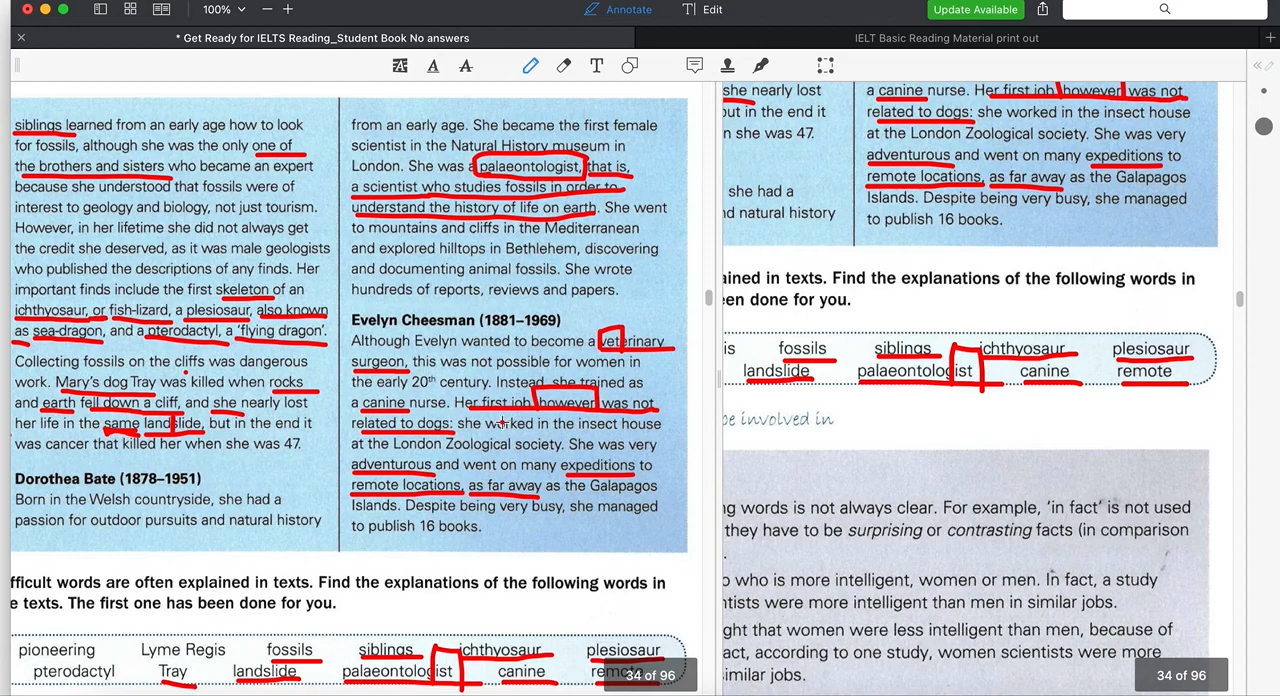 100%
Annotate
Edit
Update Available
* Get Ready for IELTS Reading_Student Book No answers
IELT Basic Reading Material print out
siblings learned from an early age how to look
for fossils, although she was the only one of
the brothers and sisters who became an expert
because she understood that fossils were of
interest to geology and biology, not just tourism.
However, in her lifetime she did not always get
the credit she deserved, as it was male geologists
who published the descriptions of any finds. Her
important finds include the first skeleton of an
ichthyosaur, or fish-lizard, a plesiosaur, also known
as sea-dragon, and a pterodactyl, a 'flying dragon'.
Collecting fossils on the cliffs was dangerous
work. Mary's dog Tray was killed when rocks
and earth fell down a cliff, and she nearly lost
her life in the same landslide, but in the end it
was cancer that killed her when she was 47.
Dorothea Bate (1878–1951)
Born in the Welsh countryside, she had a
passion for outdoor pursuits and natural history
from an early age. She became the first female
scientist in the Natural History museum in
London. She was a palaeontologist, that is,
a scientist who studies fossils in order to
understand the history of life on earth. She went
to mountains and cliffs in the Mediterranean
and explored hilltops in Bethlehem, discovering
and documenting animal fossils. She wrote
hundreds of reports, reviews and papers.
Evelyn Cheesman (1881–1969)
Although Evelyn wanted to become a veterinary
surgeon, this was not possible for women in
the early 20th century. Instead, she trained as
a canine nurse. Her first job however was not
related to dogs: she worked in the insect house
at the London Zoological society. She was very
adventurous and went on many expeditions to
remote locations, as far away as the Galapagos
Islands. Despite being very busy, she managed
to publish 16 books.
fficult words are often explained in texts. Find the explanations of the following words in
e texts. The first one has been done for you.
pioneering Lyme Regis fossils siblings ichthyosaur plesiosaur
pterodactyl Tray landslide palaeontologist canine remote
34 of 96
she nearly lost
out in the end it
n she was 47.
she had a
nd natural history
a canine nurse. Her first job however was not
related to dogs: she worked in the insect house
at the London Zoological society. She was very
adventurous and went on many expeditions to
remote locations, as far away as the Galapagos
Islands. Despite being very busy, she managed
to publish 16 books.
ained in texts. Find the explanations of the following words in
en done for you.
is fossils siblings ichthyosaur plesiosaur
landslide palaeontologist canine remote
be involved in
ng words is not always clear. For example, 'in fact' is not used
they have to be surprising or contrasting facts (in comparison
o who is more intelligent, women or men. In fact, a study
ntists were more intelligent than men in similar jobs.
ght that women were less intelligent than men, because of
act, according to one study, women scientists were more
imilar jobs.
34 of 96